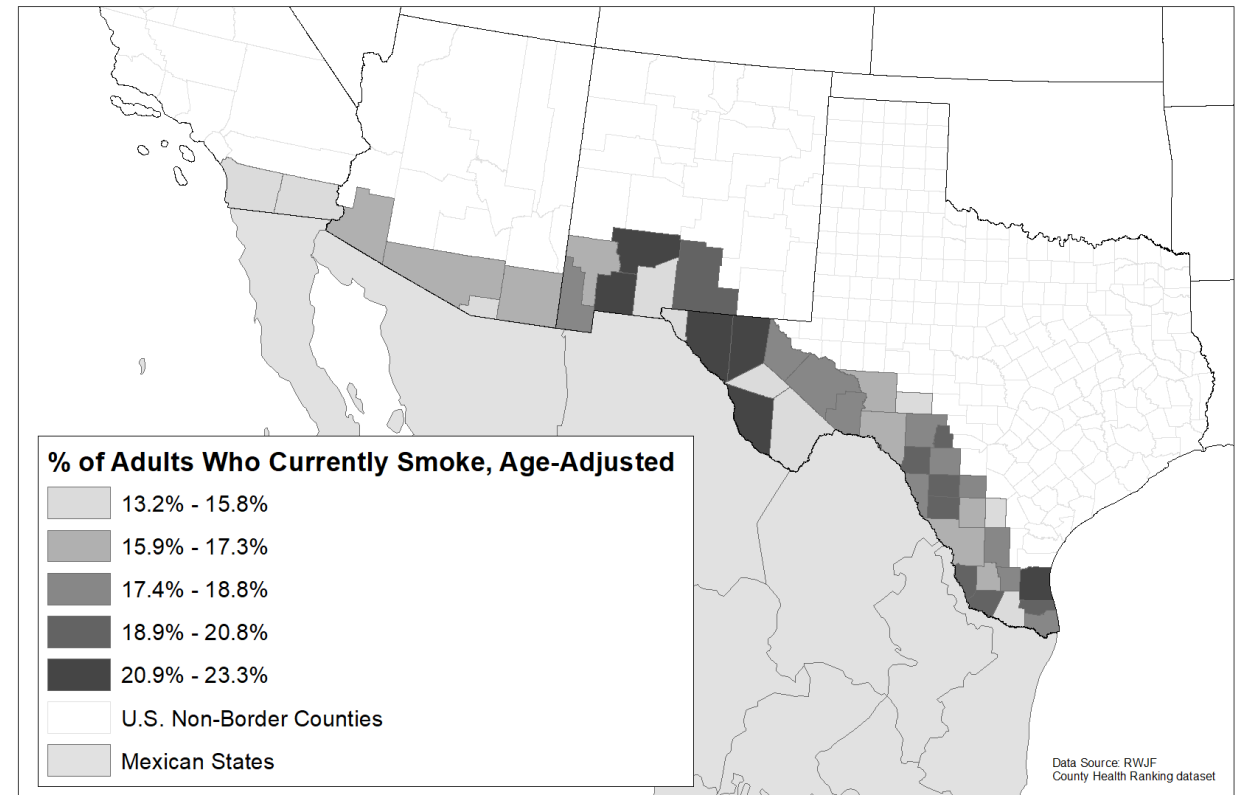 % of Adults Who Currently Smoke, Age-Adjusted
13.2% - 15.8%
15.9% - 17.3%
17.4% - 18.8%
18.9% - 20.8%
20.9% - 23.3%
U.S. Non-Border Counties
Mexican States
Data Source: RWJF
County Health Ranking dataset